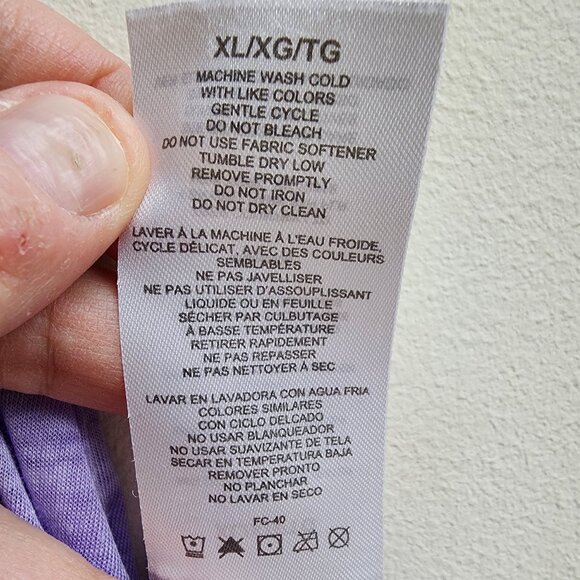 XL/XG/TG
MACHINE WASH COLD
WITH LIKE COLORS
GENTLE CYCLE
DO NOT BLEACH
DO NOT USE FABRIC SOFTENER
TUMBLE DRY LOW
REMOVE PROMPTLY
DO NOT IRON
DO NOT DRY CLEAN
LAVER À LA MACHINE À L'EAU FROIDE,
CYCLE DÉLICAT, AVEC DES COULEURS
SEMBLABLES
NE PAS JAVELLISER
NE PAS UTILISER D'ASSOUPLISSANT
LIQUIDE OU EN FEUILLE
SÉCHER PAR CULBUTAGE
À BASSE TEMPÉRATURE
RETIRER RAPIDEMENT
NE PAS REPASSER
NE PAS NETTOYER À SEC
LAVAR EN LAVADORA CON AGUA FRIA
COLORES SIMILARES
CON CICLO DELGADO
NO USAR BLANQUEADOR
NO USAR SUAVIZANTE DE TELA
SECAR EN TEMPERATURA BAJA
REMOVER PRONTO
NO PLANCHAR
NO LAVAR EN SECO
FC-40